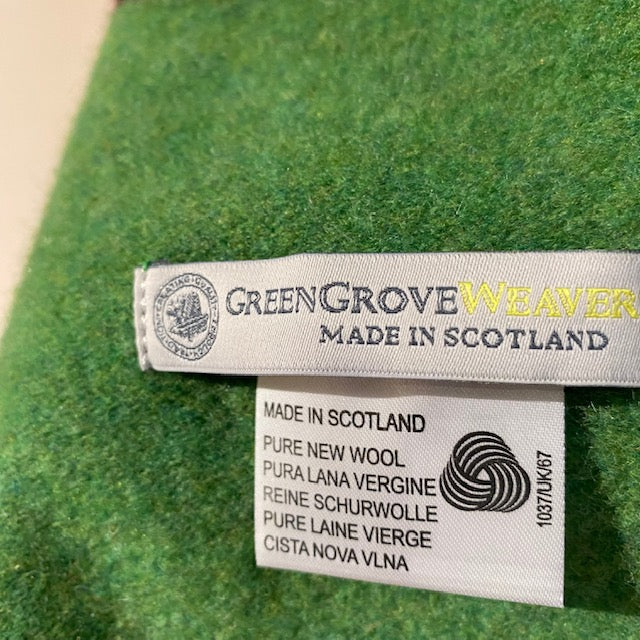 GREENGROVEWEAVER
MADE IN SCOTLAND
MADE IN SCOTLAND
PURE NEW WOOL
PURA LANA VERGINE
REINE SCHURWOLLE
PURE LAINE VIERGE
CISTA NOVA VLNA
1037/UK/67